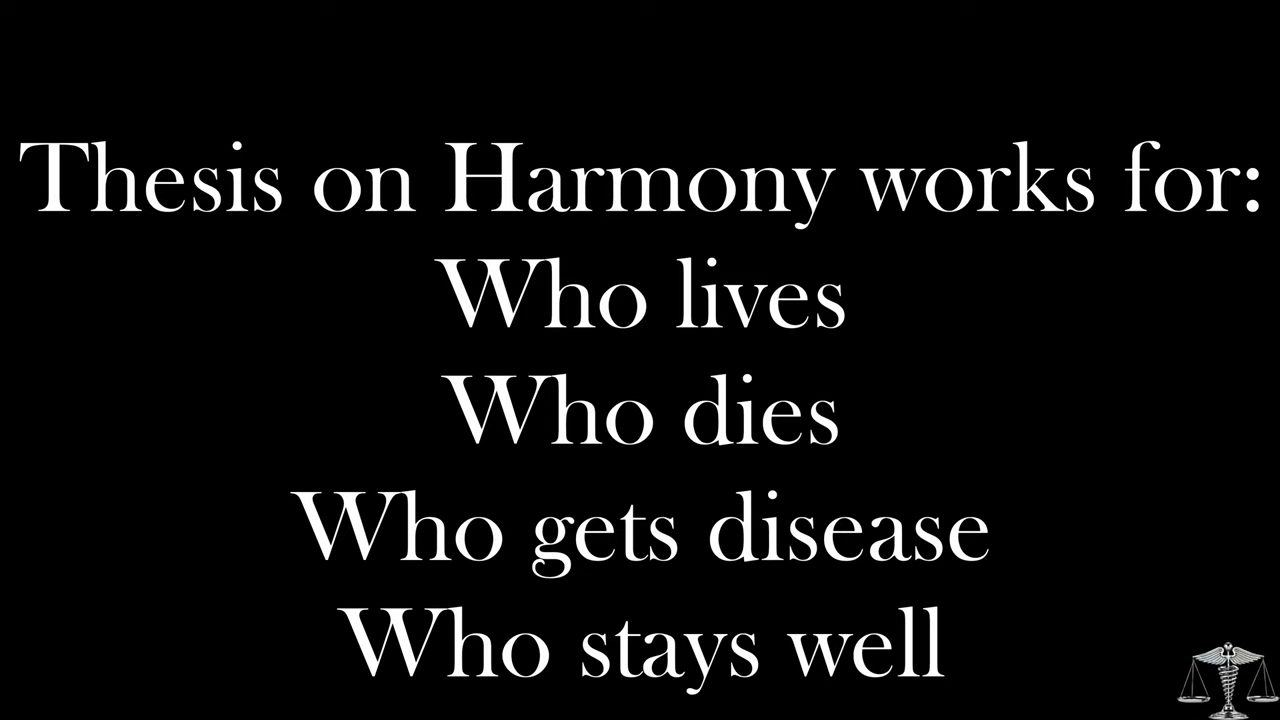 Thesis on Harmony works for:
Who lives
Who dies
Who gets disease
Who stays well